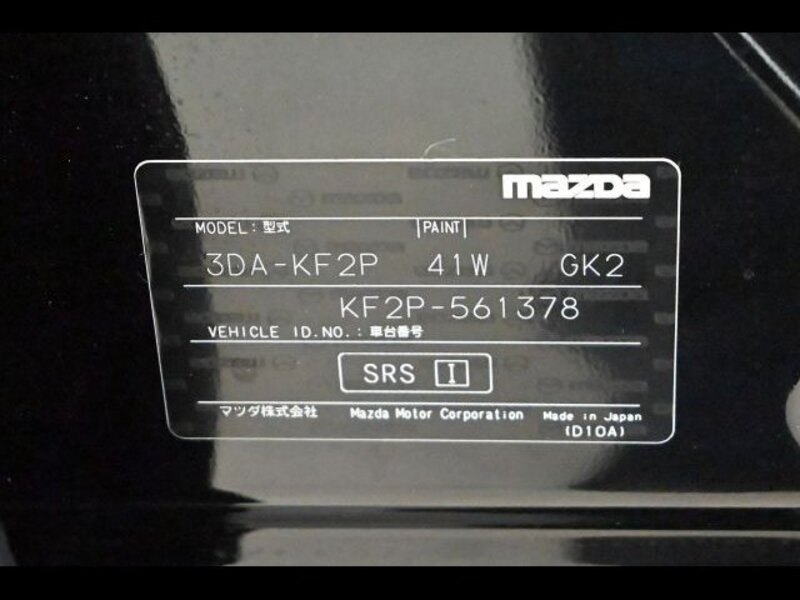 mazda
MODEL: 型式 PAINT
3DA-KF2P 41W GK2
KF2P-561378
VEHICLE ID.NO.: 車台番号
SRS I
マツダ株式会社 Mazda Motor Corporation Made in Japan
(D10A)